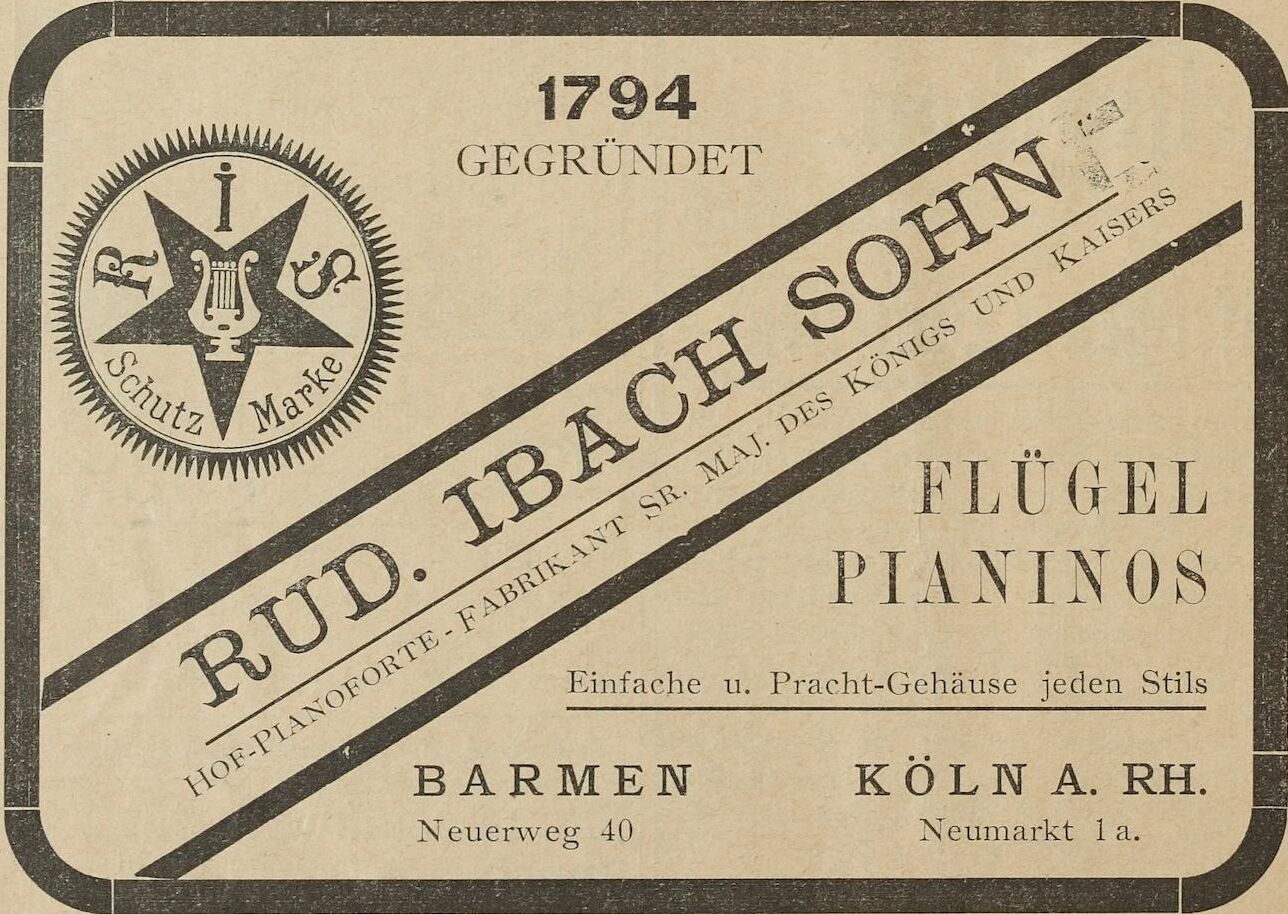 1794
GEGRÜNDET
R i S
Schutz Marke
RUD. IBACH SOHN
HOF-PIANOFORTE-FABRIKANT SR. MAJ. DES KÖNIGS UND KAISERS
FLÜGEL
PIANINOS
Einfache u. Pracht-Gehäuse jeden Stils
BARMEN
Neuerweg 40
KÖLN A. RH.
Neumarkt 1a.